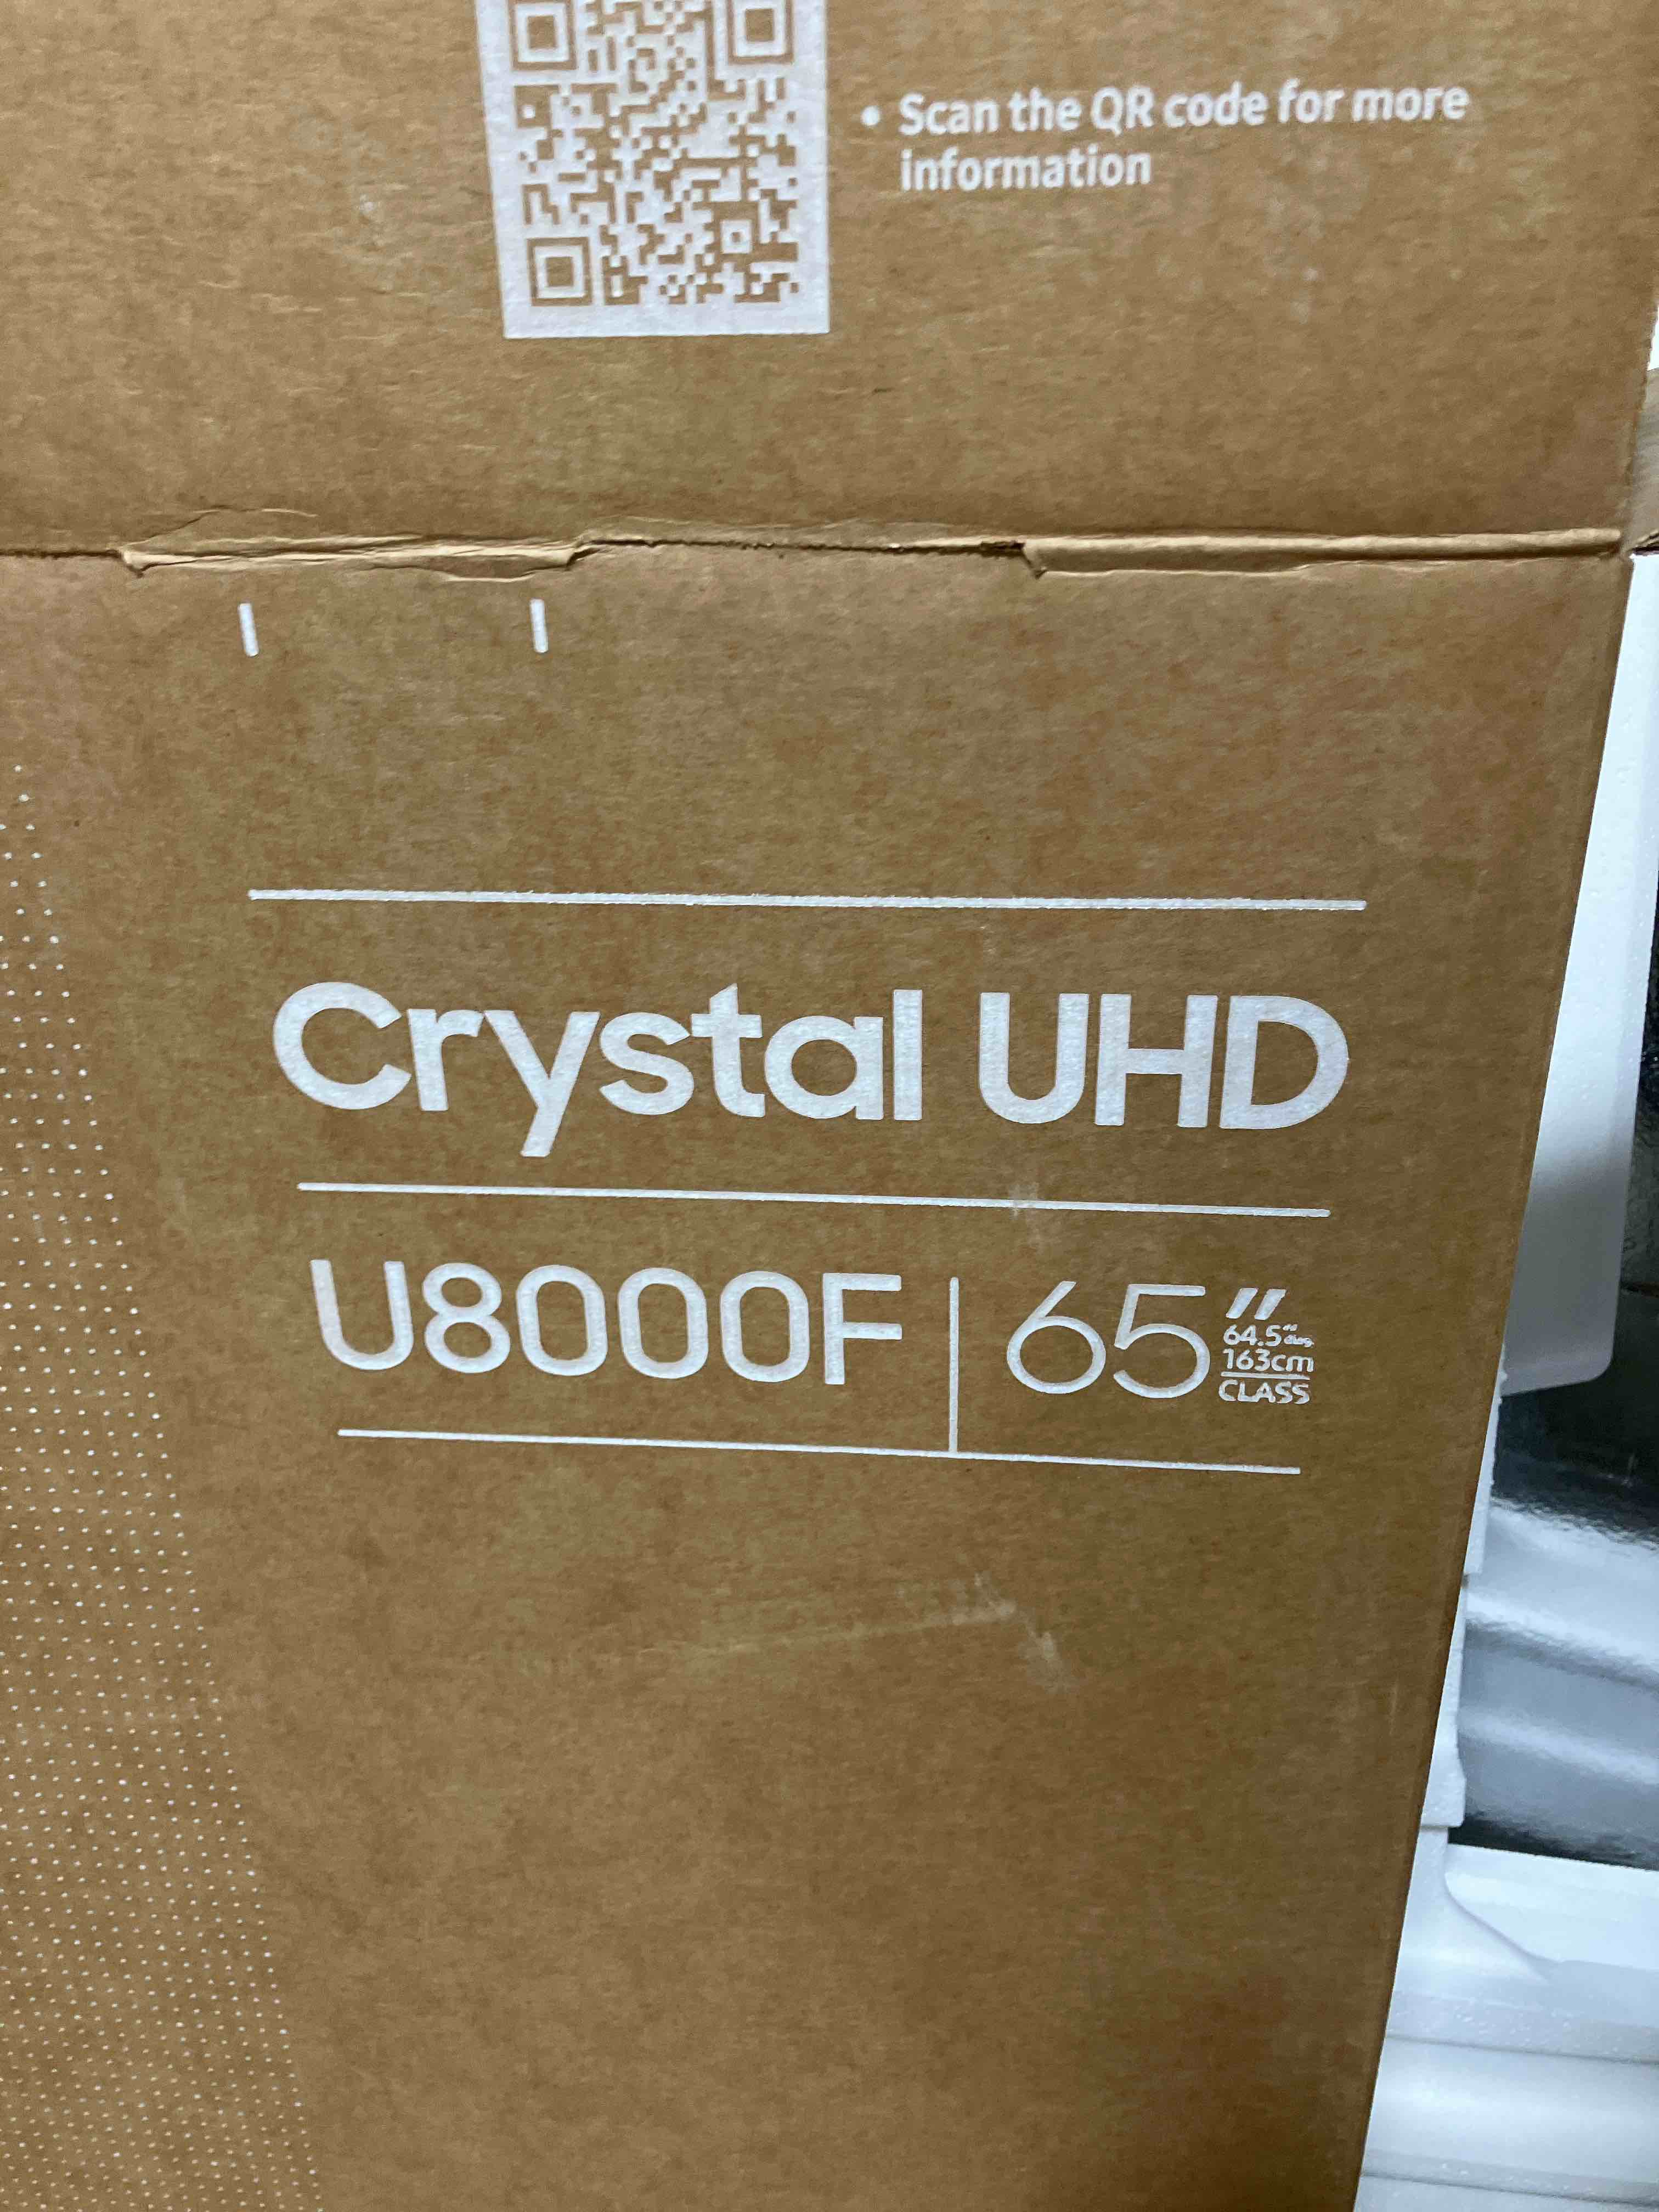 • Scan the QR code for more
information
Crystal UHD
U8000F | 65"
64.5"
163cm
CLASS